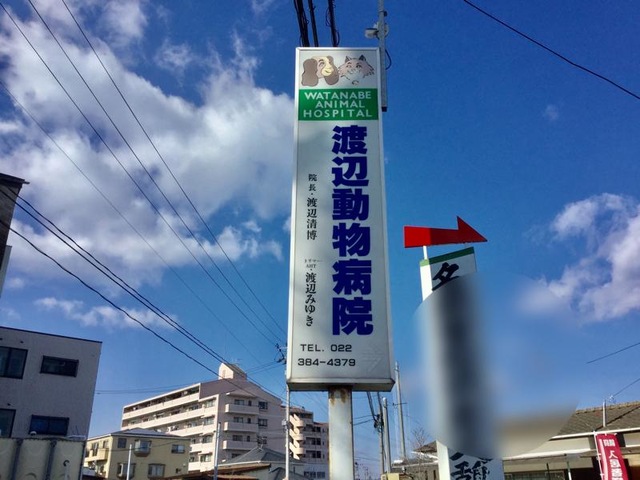 WATANABE
ANIMAL
HOSPITAL
渡辺動物病院
院長・渡辺清博
渡辺みゆき
TEL. 022
384-4379